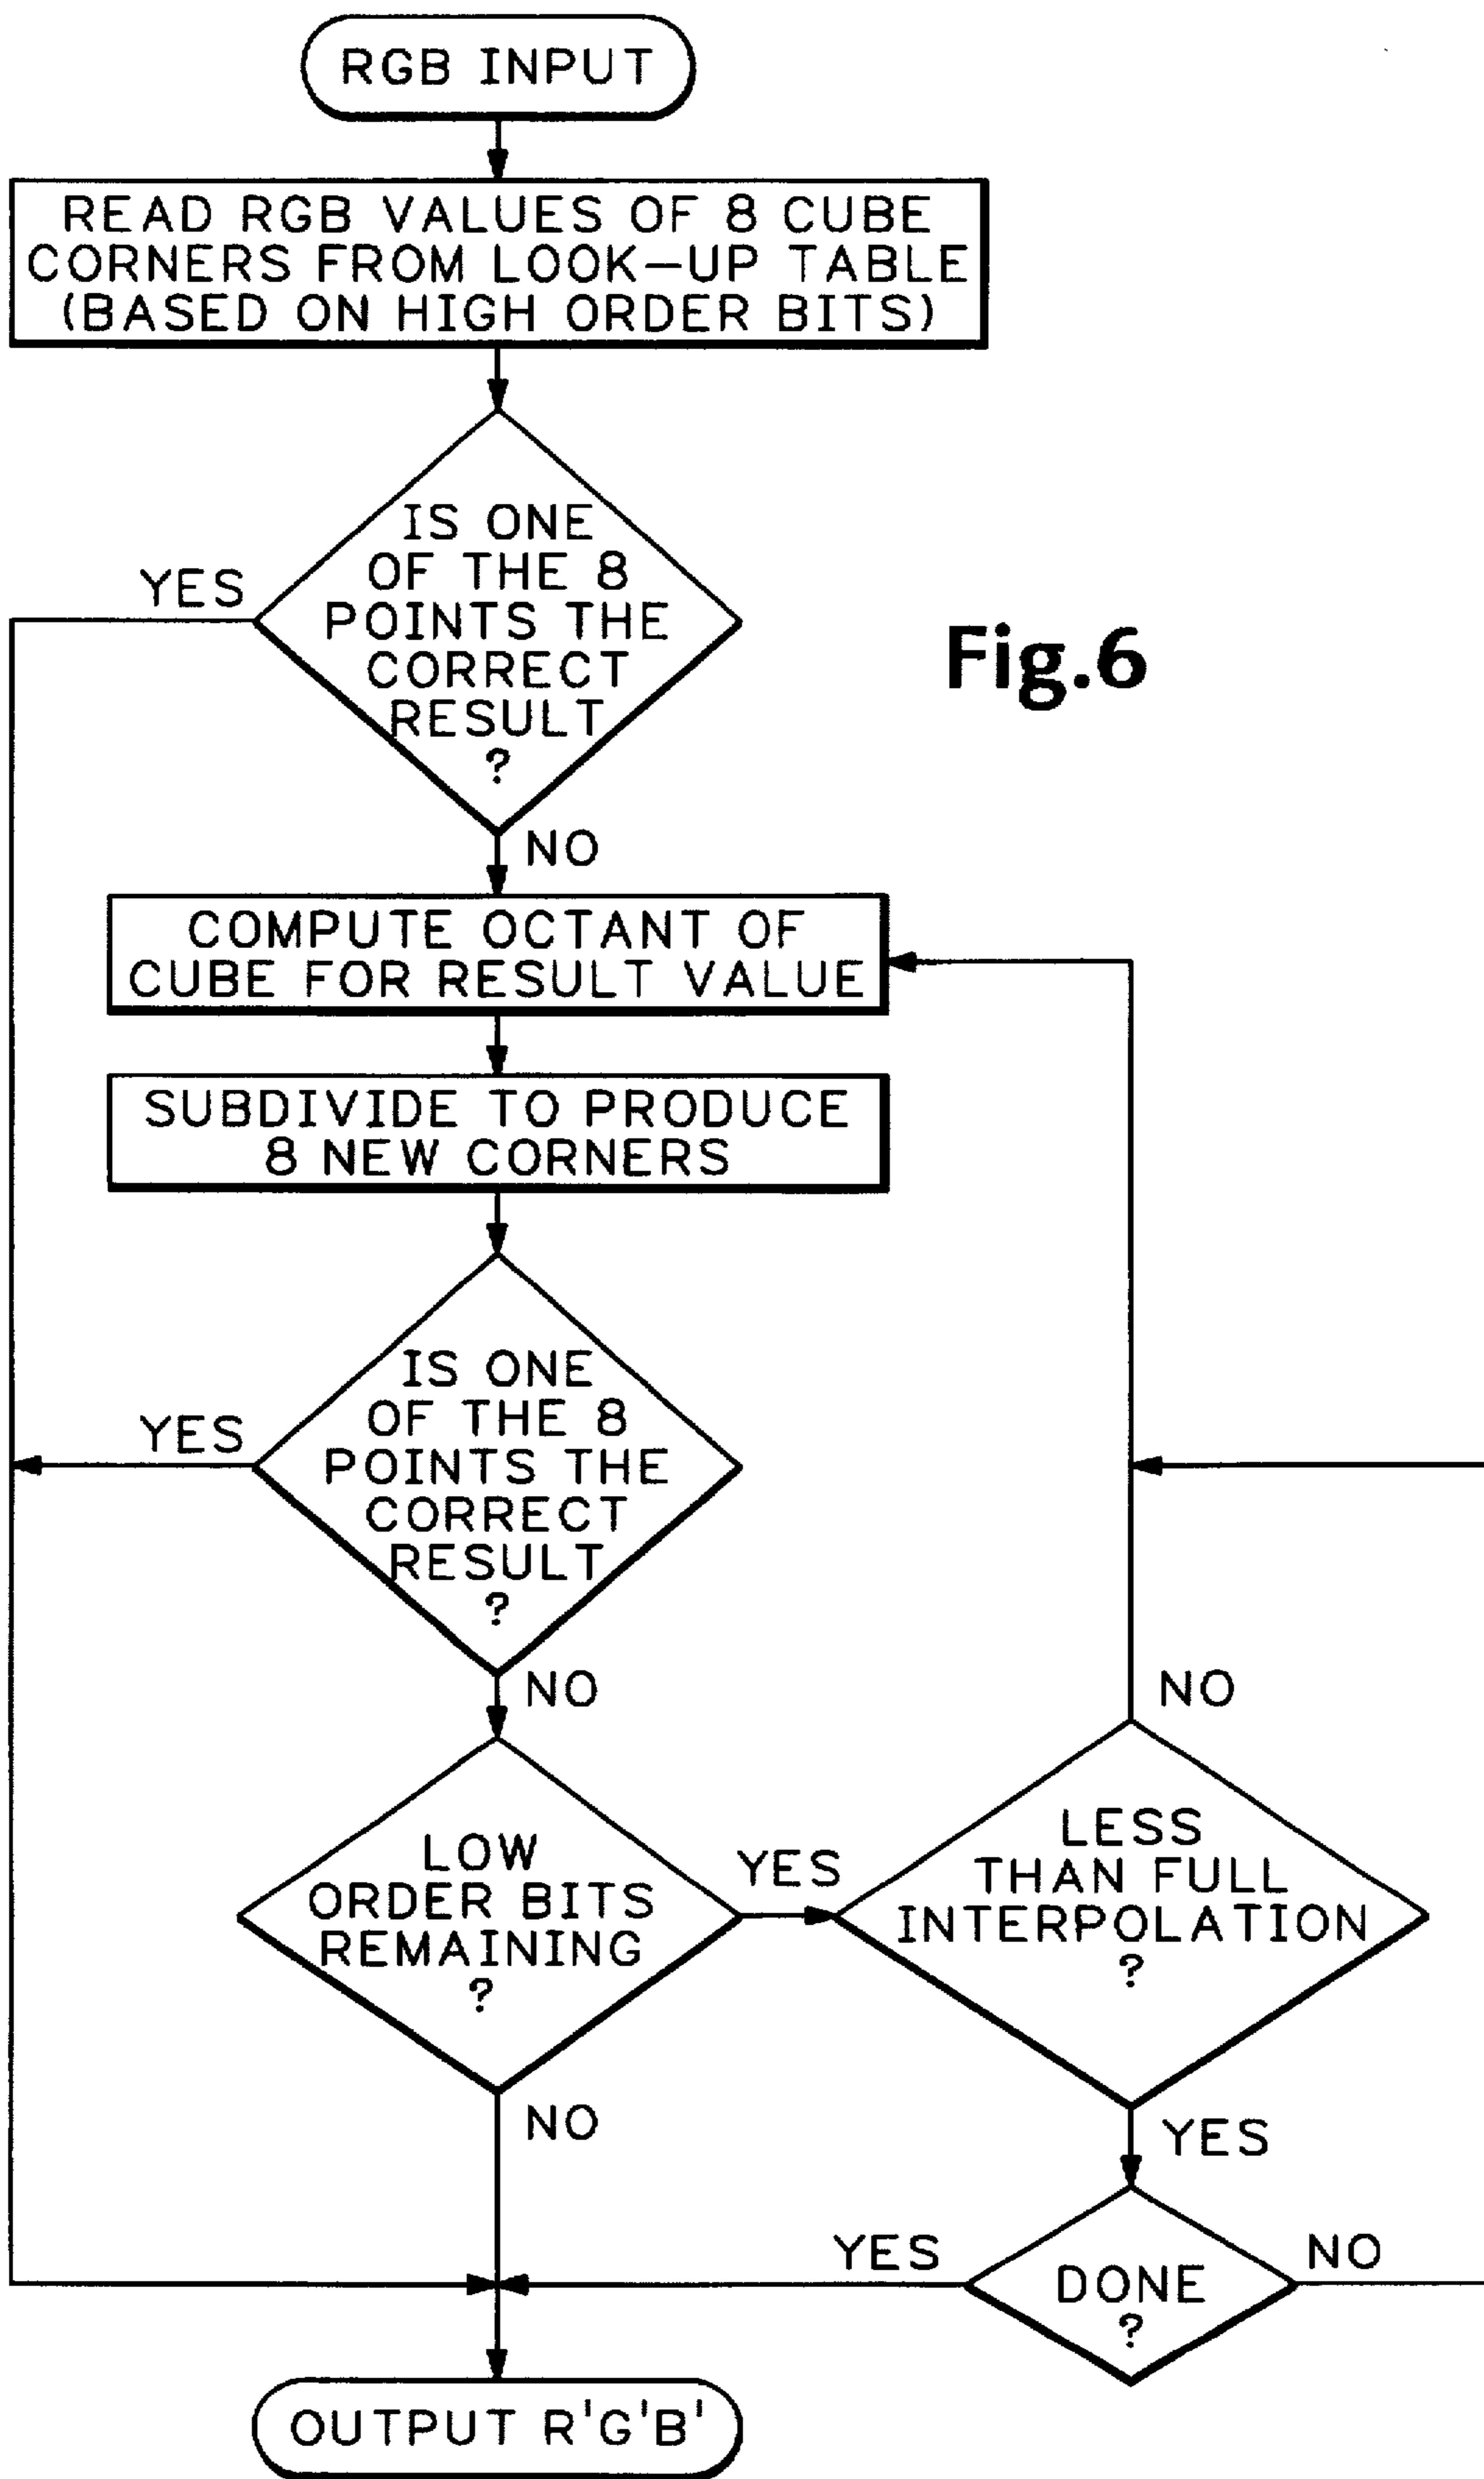 RGB INPUT
READ RGB VALUES OF 8 CUBE
CORNERS FROM LOOK-UP TABLE
(BASED ON HIGH ORDER BITS)
IS ONE
OF THE 8
POINTS THE
CORRECT
RESULT
?
YES
Fig.6
NO
COMPUTE OCTANT OF
CUBE FOR RESULT VALUE
SUBDIVIDE TO PRODUCE
8 NEW CORNERS
IS ONE
OF THE 8
POINTS THE
CORRECT
RESULT
?
YES
NO
NO
LOW
ORDER BITS
REMAINING
?
YES
LESS
THAN FULL
INTERPOLATION
?
NO
YES
YES
DONE
?
NO
OUTPUT R'G'B'